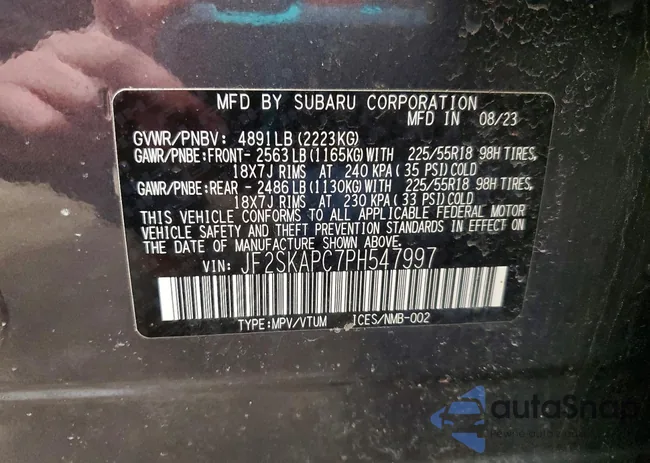 MFD BY SUBARU CORPORATION
MFD IN 08/23
GVWR/PNBV: 4891LB(2223KG)
GAWR/PNBE:FRONT- 2563LB(1165KG)WITH 225/55R18 98H TIRES,
18X7J RIMS AT 240 KPA(35 PSI)COLD
GAWR/PNBE:REAR - 2486LB(1130KG)WITH 225/55R18 98H TIRES,
18X7J RIMS AT 230 KPA(33 PSI)COLD
THIS VEHICLE CONFORMS TO ALL APPLICABLE FEDERAL MOTOR
VEHICLE SAFETY AND THEFT PREVENTION STANDARDS IN EFFECT ON
THE DATE OF MANUFACTURE SHOWN ABOVE.
VIN: JF2SKAPC7PH547997
TYPE:MPV/VTUM ICES/NMB-002
autoSnap